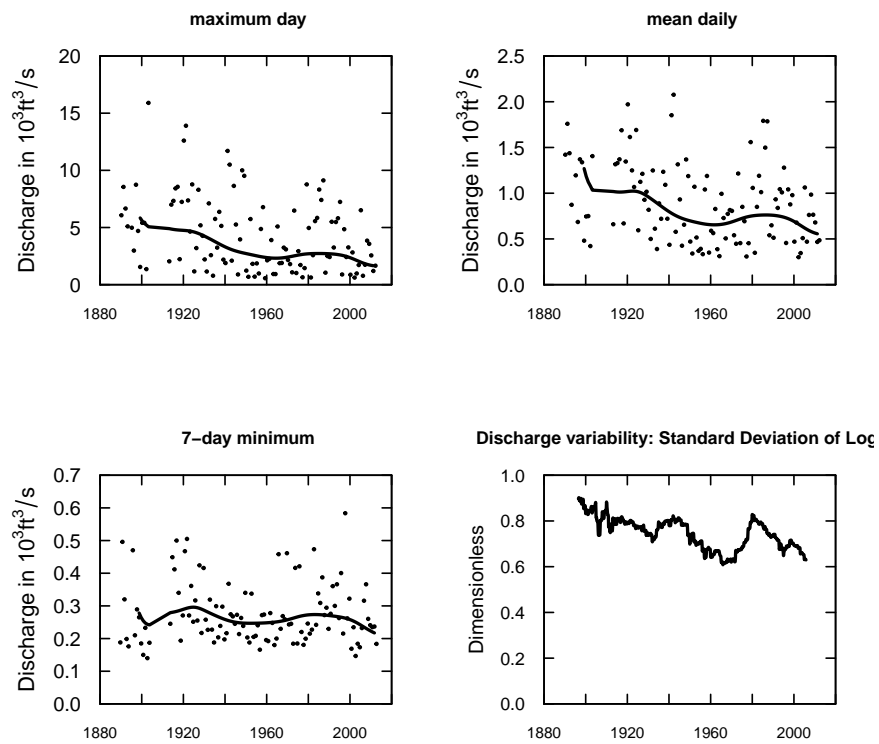 maximum day
Discharge in 10³ft³/s
20
15
10
5
0
1880 1920 1960 2000
mean daily
Discharge in 10³ft³/s
2.5
2.0
1.5
1.0
0.5
0.0
1880 1920 1960 2000
7−day minimum
Discharge in 10³ft³/s
0.7
0.6
0.5
0.4
0.3
0.2
0.1
0.0
1880 1920 1960 2000
Discharge variability: Standard Deviation of Log
Dimensionless
1.0
0.8
0.6
0.4
0.2
0.0
1880 1920 1960 2000